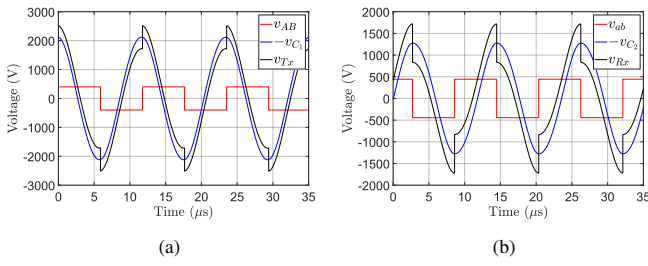 3000
2000
1000
0
-1000
-2000
-3000
Voltage (V)
0 5 10 15 20 25 30 35
Time (μs)
v_AB
−v_C₁
v_Tx
(a)
2000
1500
1000
500
0
-500
-1000
-1500
-2000
Voltage (V)
0 5 10 15 20 25 30 35
Time (μs)
v_ab
−v_C₂
v_Rx
(b)